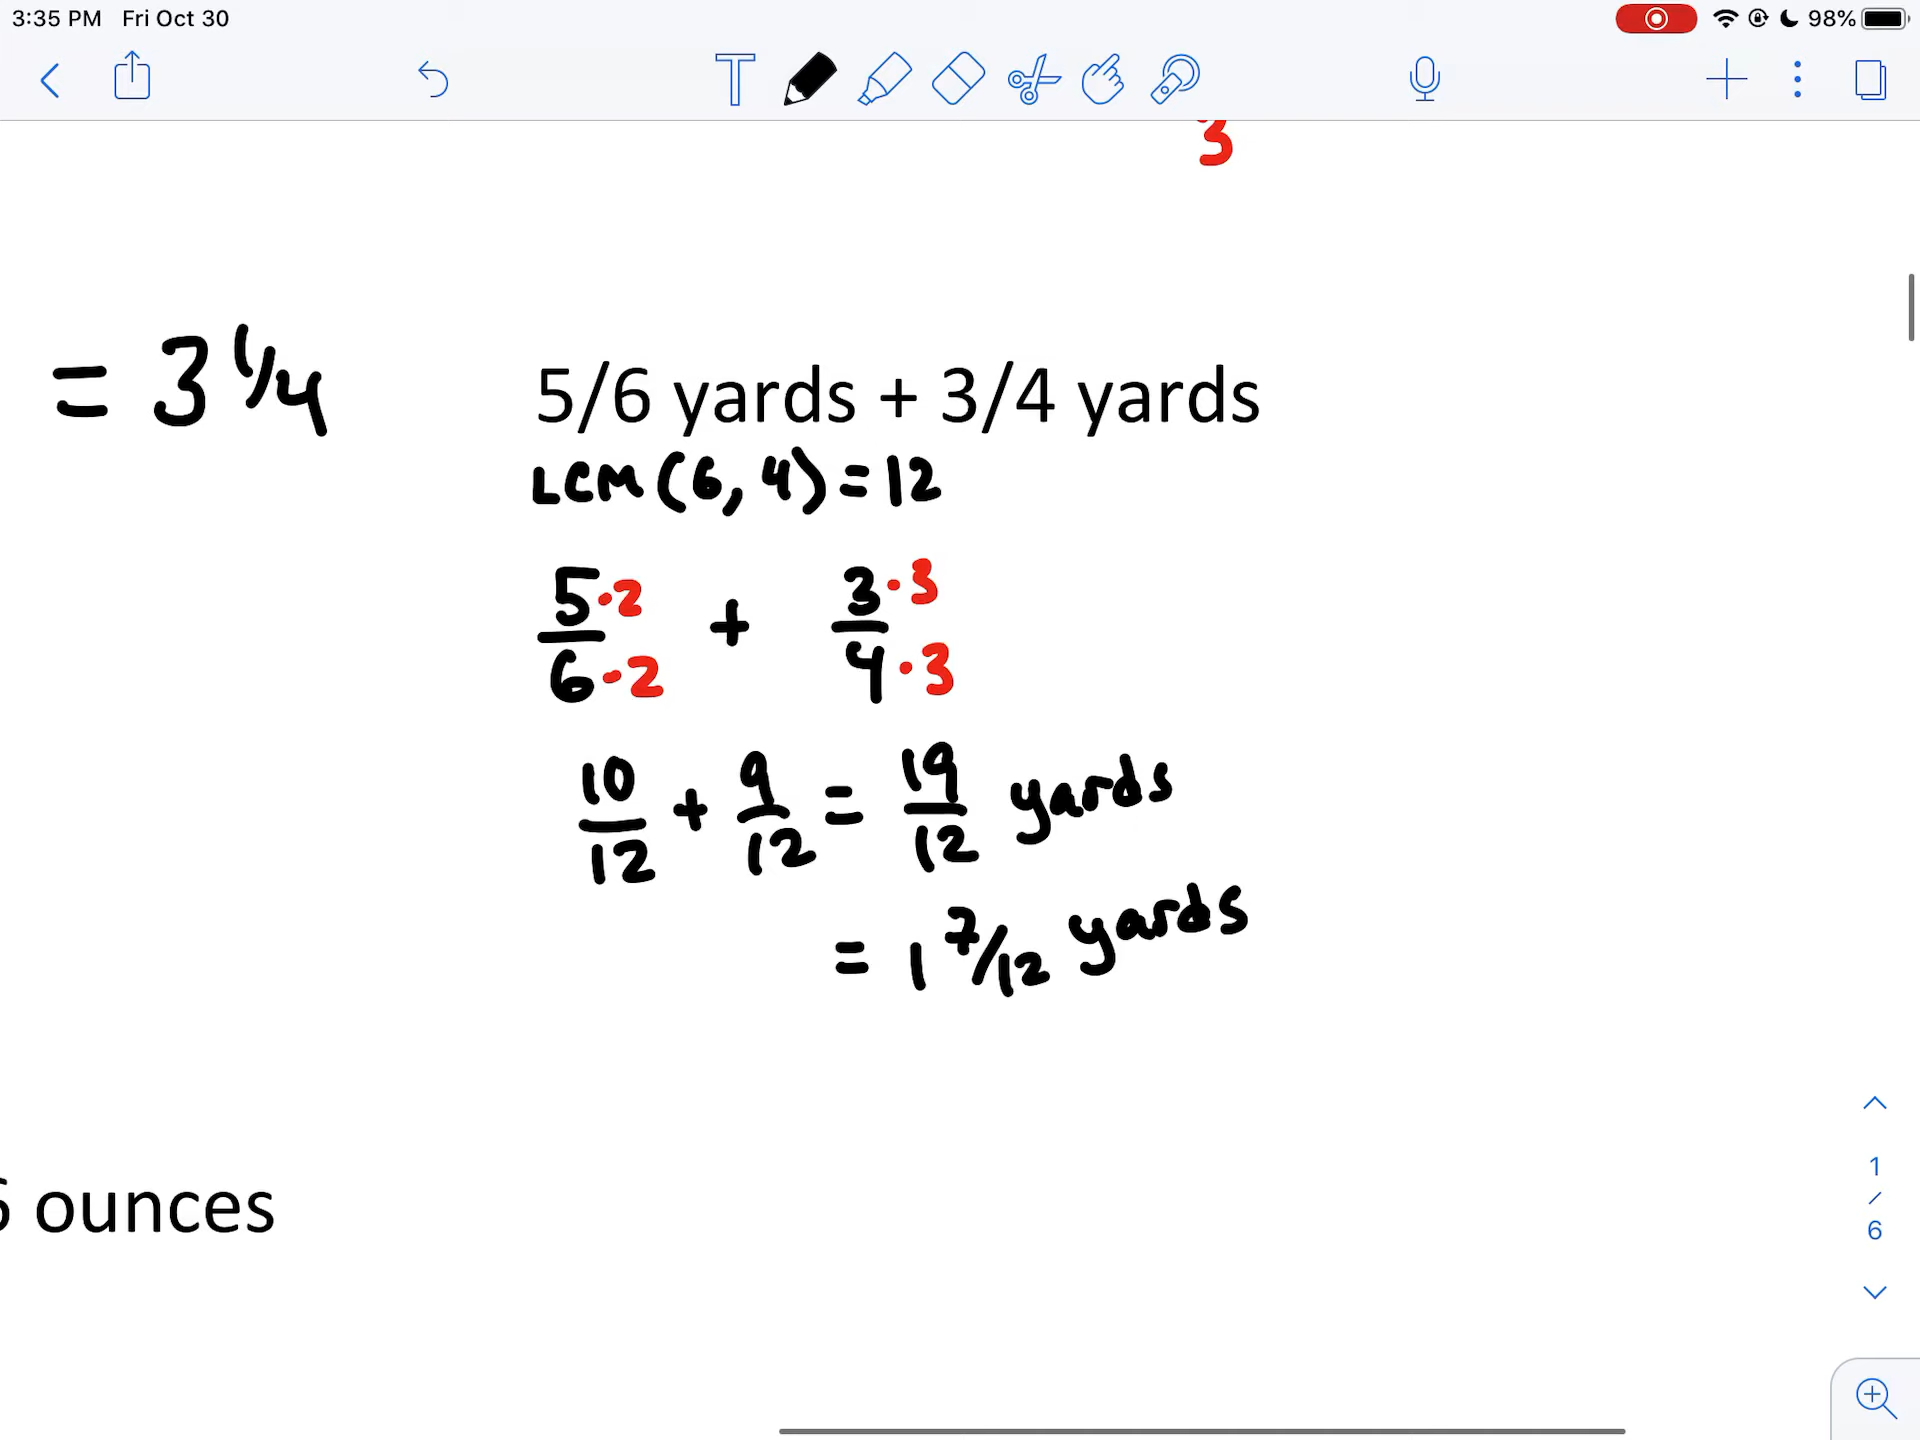 3:35 PM Fri Oct 30
98%
3
= 3 1/4
5/6 yards + 3/4 yards
LCM (6, 4) = 12
5·2 + 3·3
6·2 4·3
10/12 + 9/12 = 19/12 yards
= 1 7/12 yards
ounces
1
/
6